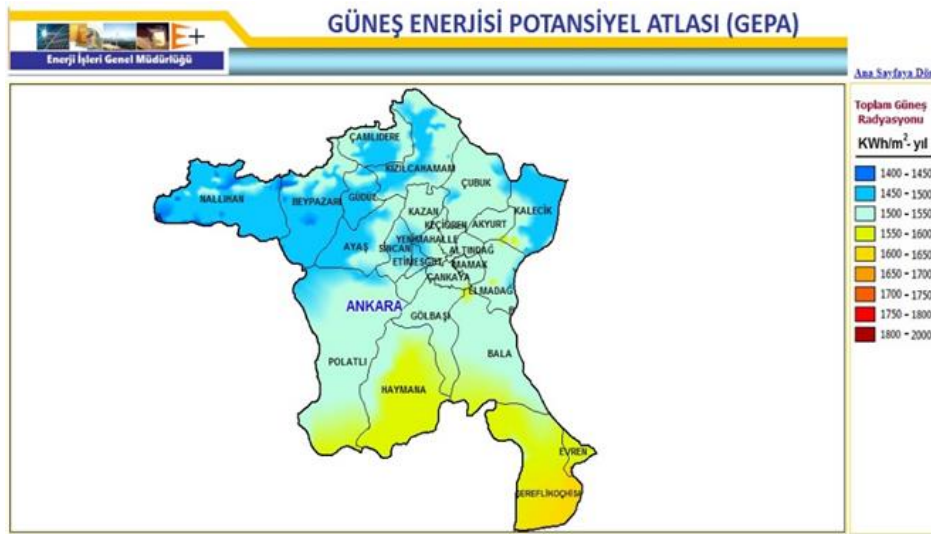 GÜNEŞ ENERJİSİ POTANSİYEL ATLASI (GEPA)
E+
Enerji İşleri Genel Müdürlüğü
Ana Sayfaya Dön
Toplam Güneş
Radyasyonu
KWh/m²- yıl
1400 - 1450
1450 - 1500
1500 - 1550
1550 - 1600
1600 - 1650
1650 - 1700
1700 - 1750
1750 - 1800
1800 - 2000
ÇAMLIDERE
KIZILCAHAMAM
ÇUBUK
NALLIHAN
BEYPAZARI
GÜDÜL
KALECİK
KAZAN
KEÇİÖREN
AKYURT
AYAŞ
SİNCAN
YENİMAHALLE
ALTINDAĞ
ETİMESGUT
MAMAK
ÇANKAYA
ELMADAĞ
ANKARA
GÖLBAŞI
POLATLI
BALA
HAYMANA
EVREN
ŞEREFLİKOÇHİSAR